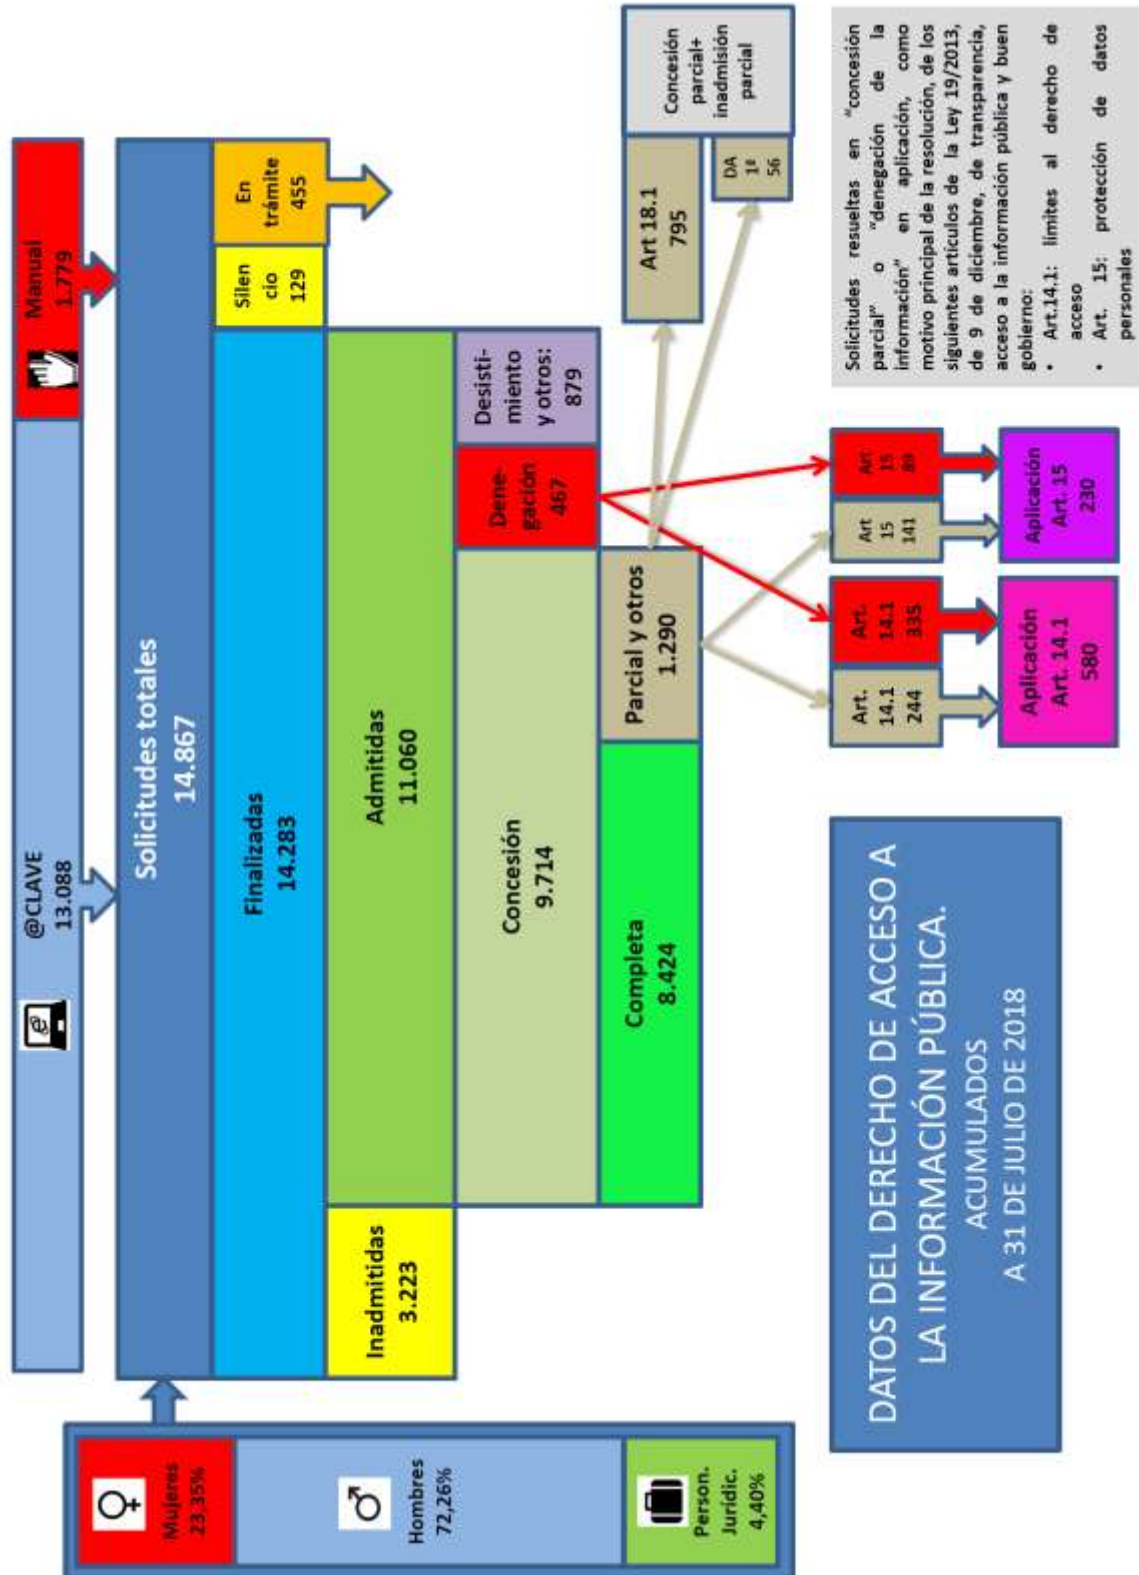 @CLAVE
13.088
Manual
1.779
Mujeres
23,35%
Hombres
72,26%
Person.
Jurídic.
4,40%
Solicitudes totales
14.867
Finalizadas
14.283
Silen
cio
129
En
trámite
455
Inadmitidas
3.223
Admitidas
11.060
Concesión
9.714
Dene-
gación
467
Desisti-
miento
y otros:
879
Completa
8.424
Parcial y otros
1.290
Art 18.1
795
DA
1ª
56
Concesión
parcial+
inadmisión
parcial
Art.
14.1
244
Art.
14.1
335
Art
15
141
Art
15
89
Aplicación
Art. 14.1
580
Aplicación
Art. 15
230
DATOS DEL DERECHO DE ACCESO A
LA INFORMACIÓN PÚBLICA.
ACUMULADOS
A 31 DE JULIO DE 2018
Solicitudes resueltas en "concesión
parcial" o "denegación de la
información" en aplicación, como
motivo principal de la resolución, de los
siguientes artículos de la Ley 19/2013,
de 9 de diciembre, de transparencia,
acceso a la información pública y buen
gobierno:
• Art.14.1: límites al derecho de
acceso
• Art. 15: protección de datos
personales